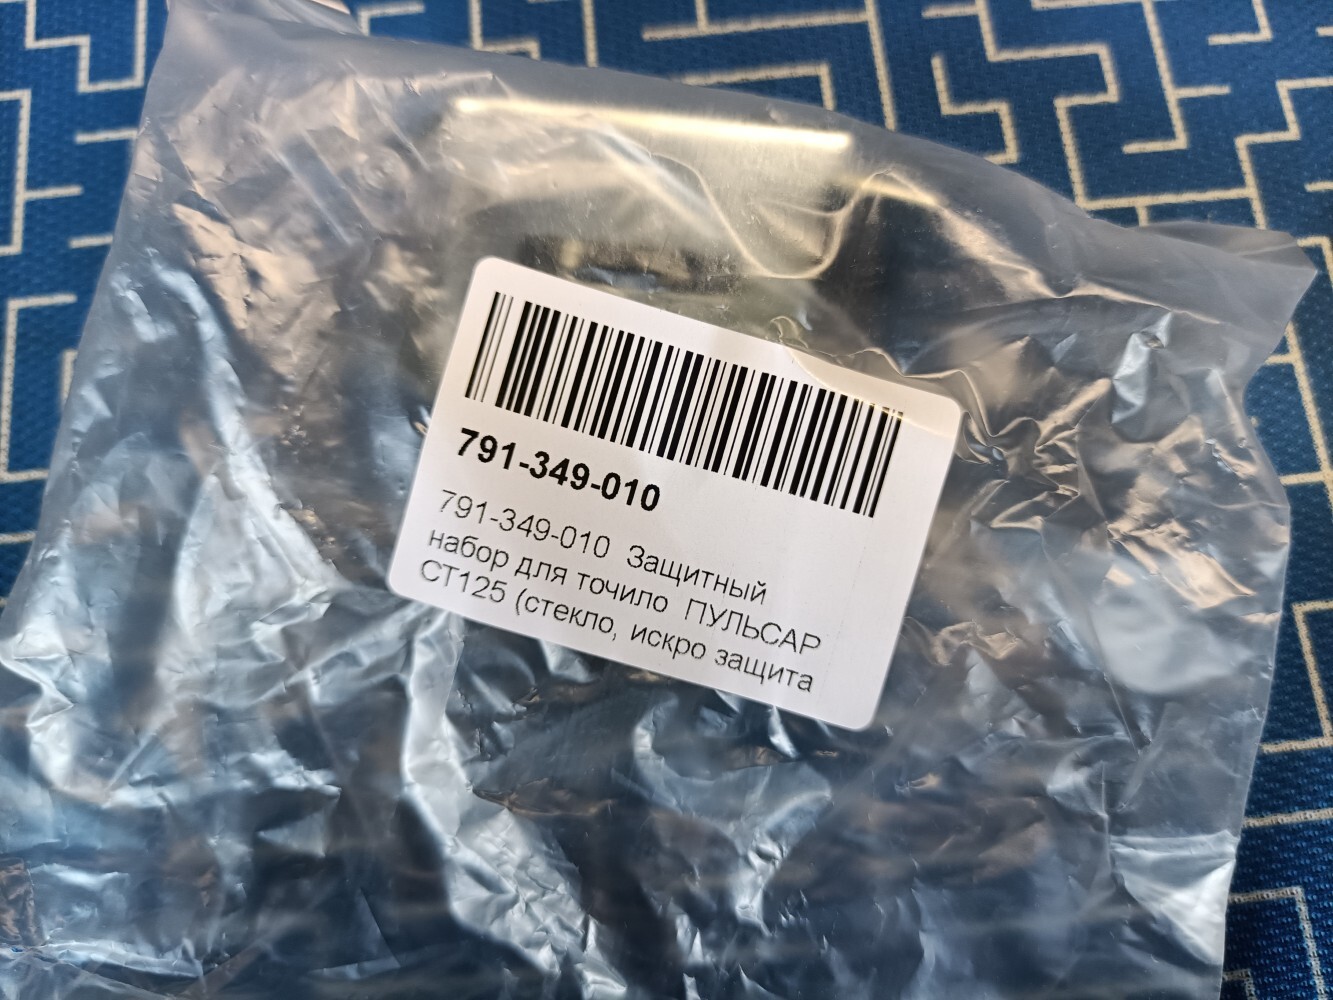 791-349-010
791-349-010 Защитный
набор для точило ПУЛЬСАР
СТ125 (стекло, искро защита